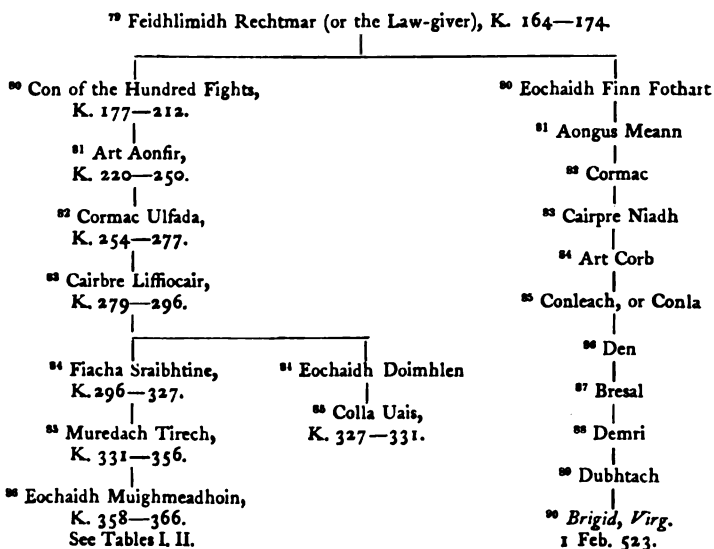 79 Feidhlimidh Rechtmar (or the Law-giver), K. 164—174.
80 Con of the Hundred Fights,
K. 177—212.
81 Art Aonfir,
K. 220—250.
82 Cormac Ulfada,
K. 254—277.
83 Cairbre Liffiocair,
K. 279—296.
84 Fiacha Sraibhtine,
K. 296—327.
85 Muredach Tirech,
K. 331—356.
86 Eochaidh Muighmeadhoin,
K. 358—366.
See Tables I, II.
84 Eochaidh Doimhlen
85 Colla Uais,
K. 327—331.
80 Eochaidh Finn Fothart
81 Aongus Meann
82 Cormac
83 Cairpre Niadh
84 Art Corb
85 Conleach, or Conla
86 Den
87 Bresal
88 Demri
89 Dubhtach
90 Brigid, Virg.
1 Feb. 523.